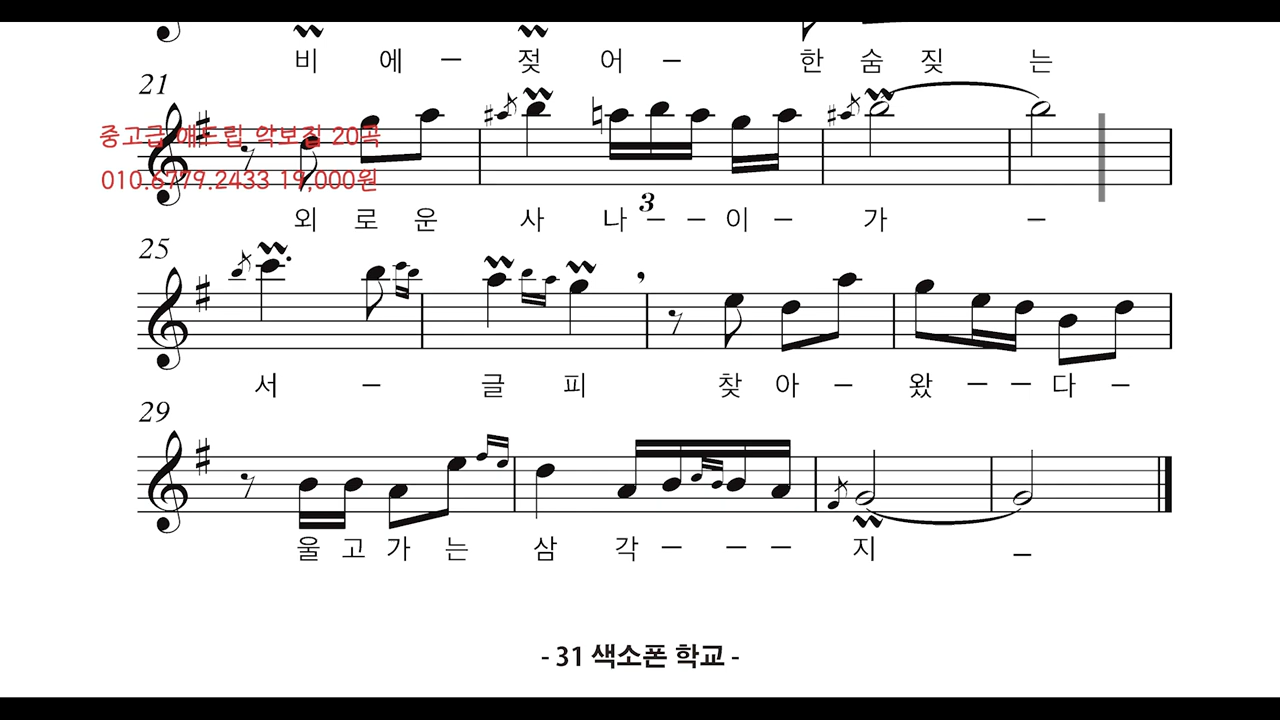 비 에 － 젖 어 － 한 숨 짖 는
21
중고급 애드립 악보집 20곡
010.6779.2433 19,000원
3
외 로 운 사 나 － － 이 － 가 －
25
서 － 글 피 찾 아 － 왔 － － 다 －
29
울 고 가 는 삼 각 － － － 지 －
- 31 색소폰 학교 -